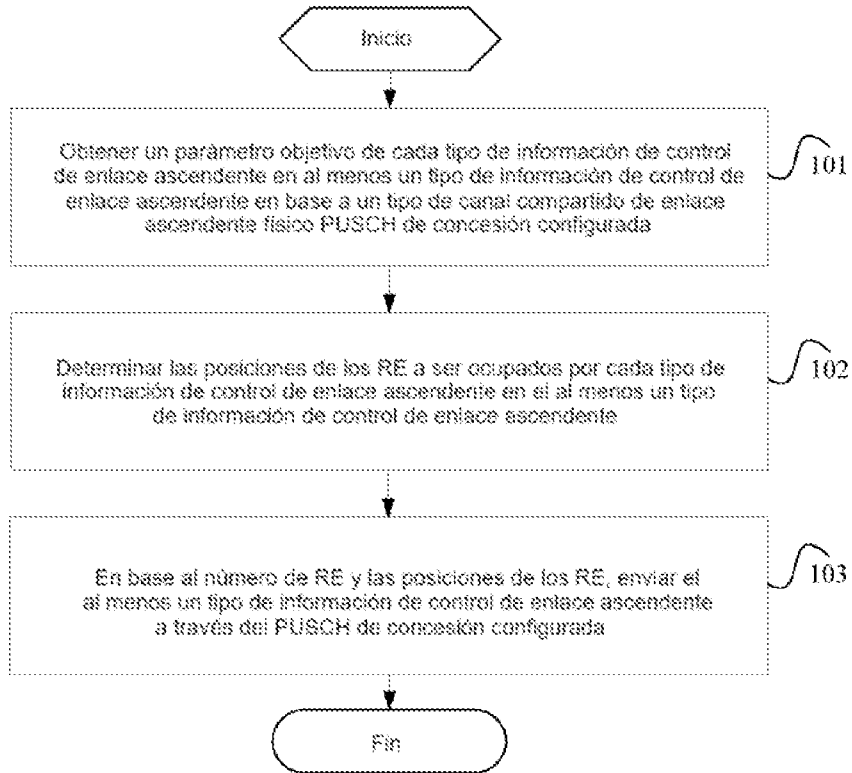 Inicio
Obtener un parámetro objetivo de cada tipo de información de control
de enlace ascendente en al menos un tipo de información de control de
enlace ascendente en base a un tipo de canal compartido de enlace
ascendente físico PUSCH de concesión configurada
101
Determinar las posiciones de los RE a ser ocupados por cada tipo de
información de control de enlace ascendente en el al menos un tipo
de información de control de enlace ascendente
102
En base al número de RE y las posiciones de los RE, enviar el
al menos un tipo de información de control de enlace ascendente
a través del PUSCH de concesión configurada
103
Fin